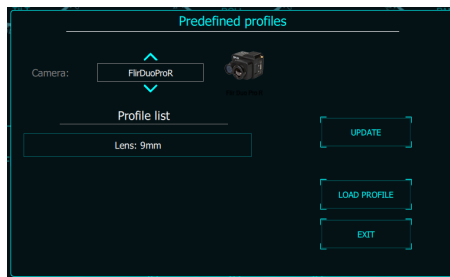 Predefined profiles
Camera:
FlirDuoProR
Profile list
Lens: 9mm
UPDATE
LOAD PROFILE
EXIT